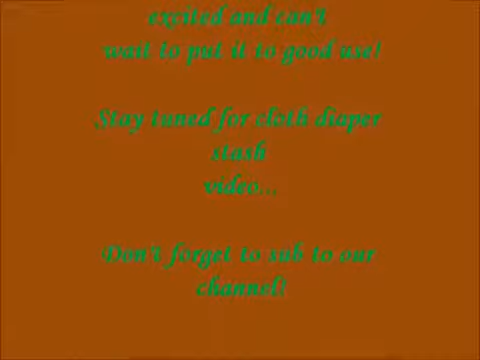 excited and can't
wait to put it to good use!
Stay tuned for cloth diaper
stash
video...
Don't forget to sub to our
channel!